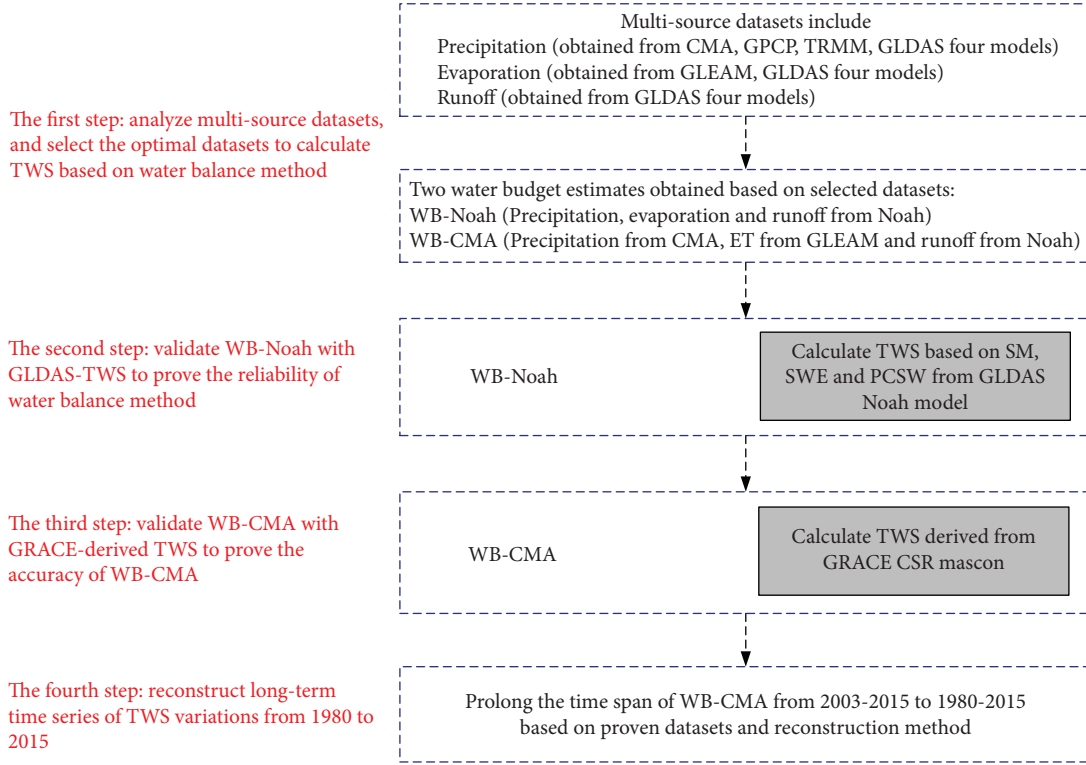 Multi-source datasets include
Precipitation (obtained from CMA, GPCP, TRMM, GLDAS four models)
Evaporation (obtained from GLEAM, GLDAS four models)
Runoff (obtained from GLDAS four models)
The first step: analyze multi-source datasets,
and select the optimal datasets to calculate
TWS based on water balance method
Two water budget estimates obtained based on selected datasets:
WB-Noah (Precipitation, evaporation and runoff from Noah)
WB-CMA (Precipitation from CMA, ET from GLEAM and runoff from Noah)
The second step: validate WB-Noah with
GLDAS-TWS to prove the reliability of
water balance method
WB-Noah
Calculate TWS based on SM,
SWE and PCSW from GLDAS
Noah model
The third step: validate WB-CMA with
GRACE-derived TWS to prove the
accuracy of WB-CMA
WB-CMA
Calculate TWS derived from
GRACE CSR mascon
The fourth step: reconstruct long-term
time series of TWS variations from 1980 to
2015
Prolong the time span of WB-CMA from 2003-2015 to 1980-2015
based on proven datasets and reconstruction method